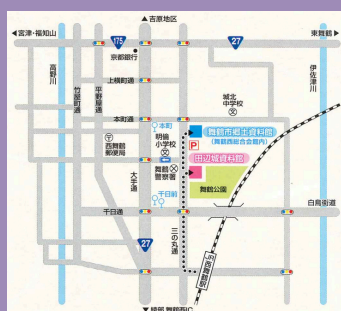 ▲吉原地区
◀宮津・福知山
175
27
東舞鶴▶
京都銀行
高野川
竹屋町通
平野屋通
上横町通
伊佐津川
城北
中学校
本町通
本町
舞鶴市郷土資料館
(舞鶴西総合会館内)
明倫
小学校
P
西舞鶴
郵便局
田辺城資料館
舞鶴
警察署
大手通
舞鶴公園
千日前
千日通
白鳥街道
三の丸通
27
JR西舞鶴駅
▼綾部 舞鶴西IC